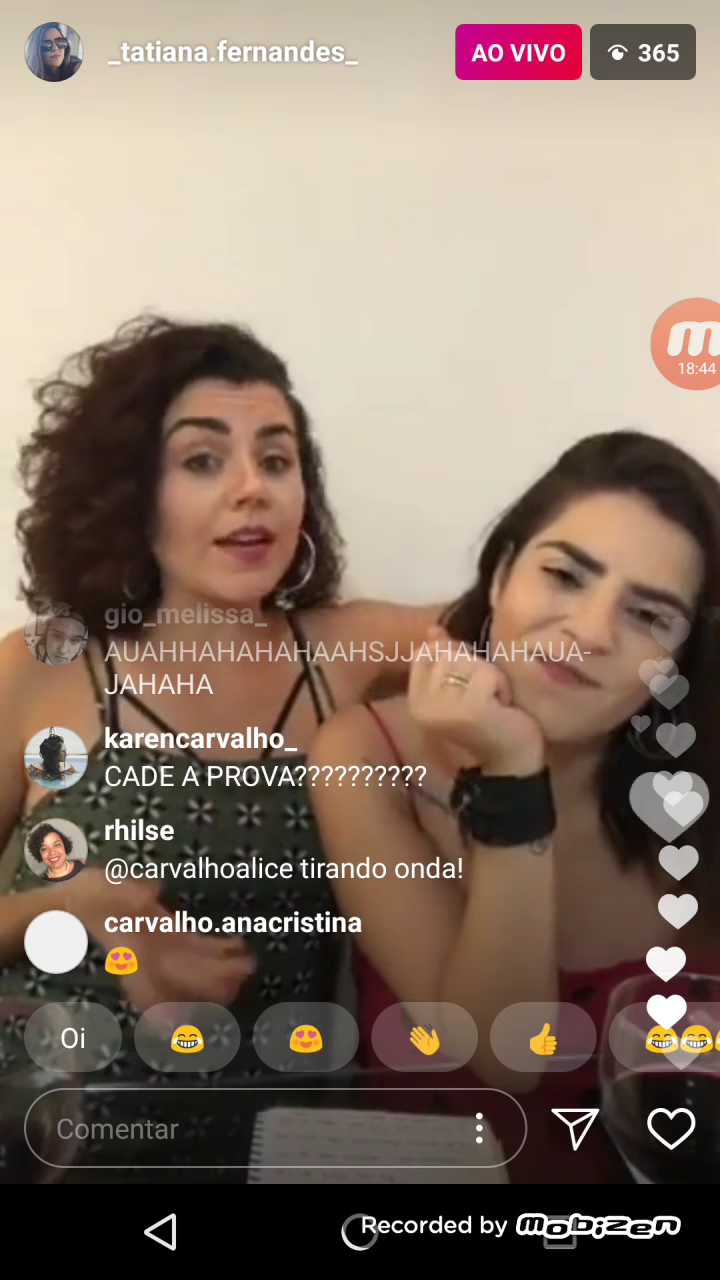 _tatiana.fernandes_
AO VIVO
365
18:44
gio_melissa_
AUAHHAHAHAHAAHSJJAHAHAHAUA-
JAHAHA
karencarvalho_
CADE A PROVA??????????
rhilse
@carvalhoalice tirando onda!
carvalho.anacristina
😍
Oi 😂 😍 👋 👍 😂😂😂
Comentar
Recorded by mobizen